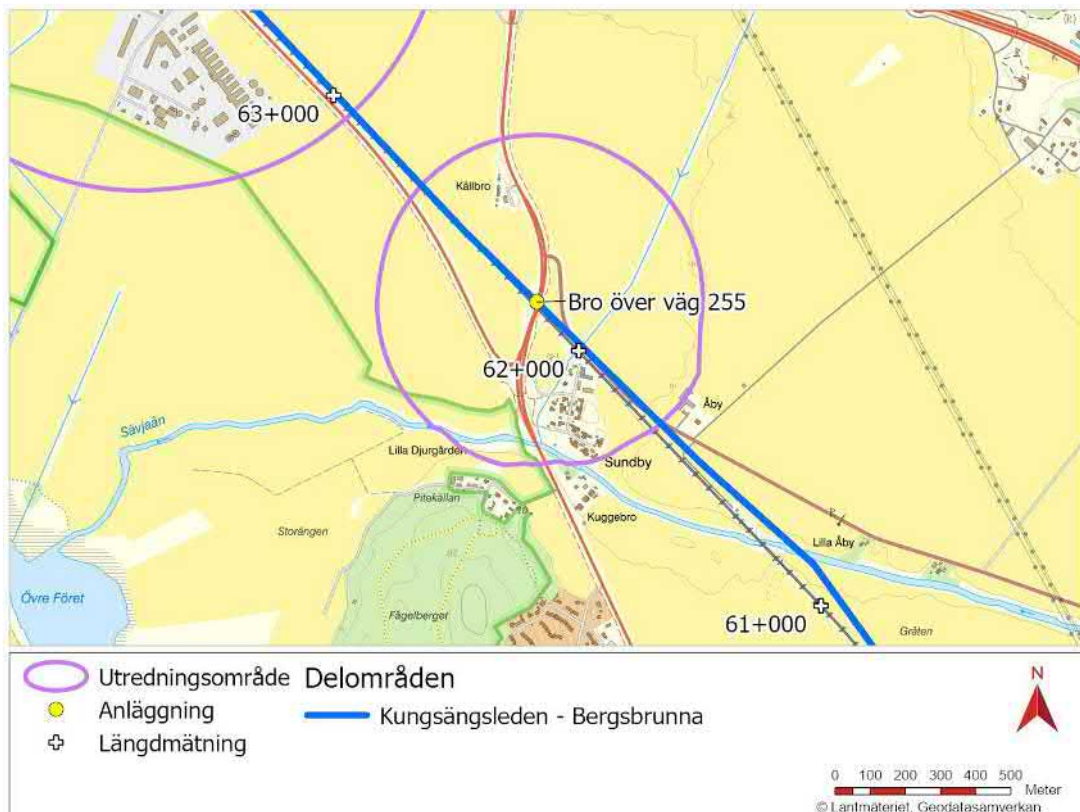 63+000
Källbro
Bro över väg 255
62+000
Åby
Sävjaån
Lilla Djurgården
Sundby
Pitekällan
Kuggebro
Storängen
Lilla Åby
Övre Föret
Fågelberget
61+000
Gråten
Utredningsområde
Delområden
Anläggning
Kungsängsleden - Bergsbrunna
Längdmätning
N
0 100 200 300 400 500
Meter
© Lantmäteriet, Geodatasamverkan